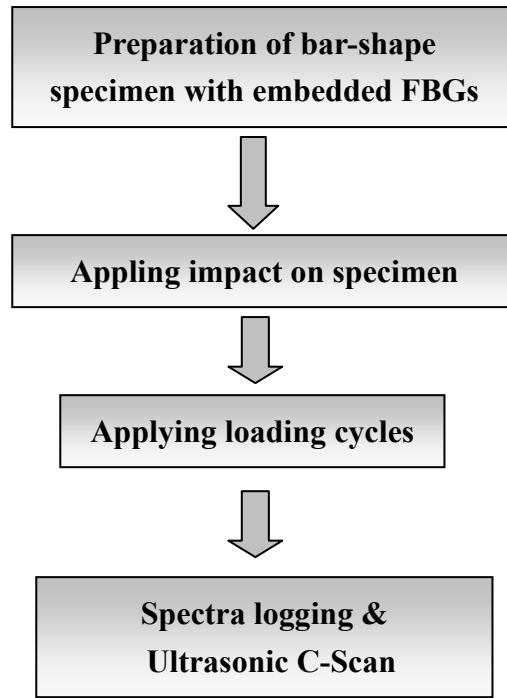 Preparation of bar-shape
specimen with embedded FBGs
Appling impact on specimen
Applying loading cycles
Spectra logging &
Ultrasonic C-Scan